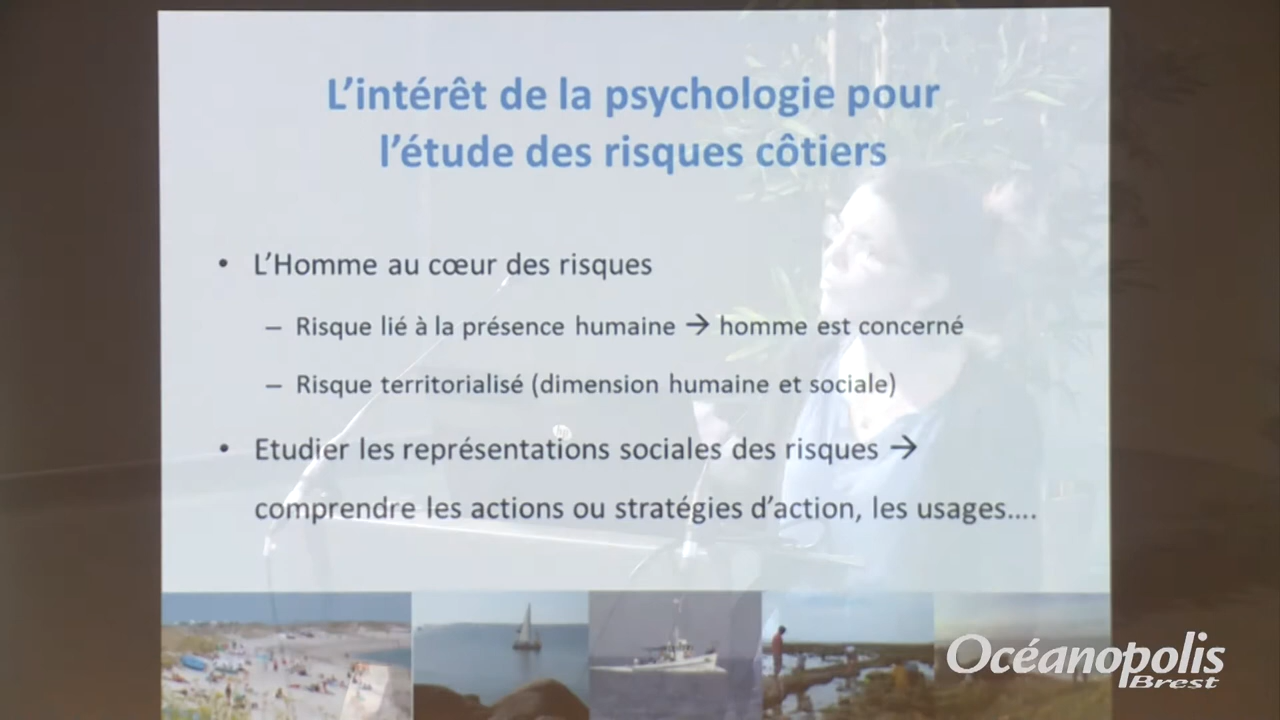 L'intérêt de la psychologie pour
l'étude des risques côtiers
• L'Homme au cœur des risques
– Risque lié à la présence humaine → homme est concerné
– Risque territorialisé (dimension humaine et sociale)
• Etudier les représentations sociales des risques →
comprendre les actions ou stratégies d'action, les usages....
hp
Océanopolis
Brest